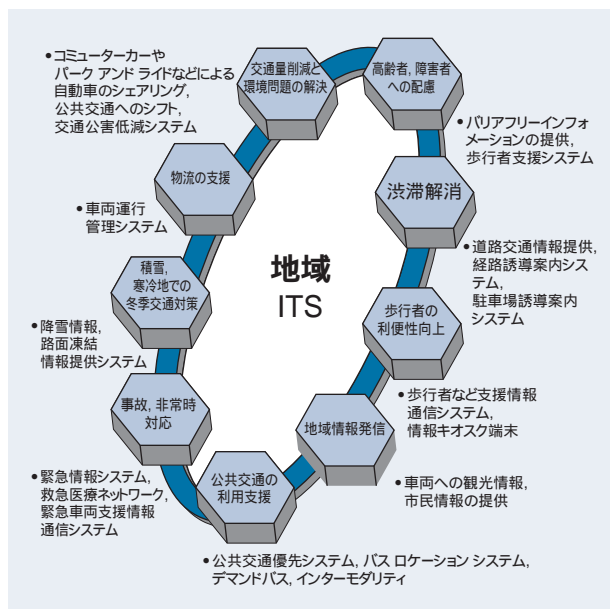 •コミューターカーや
パーク アンド ライドなどによる
自動車のシェアリング,
公共交通へのシフト,
交通公害低減システム
交通量削減と
環境問題の解決
高齢者, 障害者
への配慮
•バリアフリーインフォ
メーションの提供,
歩行者支援システム
物流の支援
•車両運行
管理システム
渋滞解消
•道路交通情報提供,
経路誘導案内シス
テム,
駐車場誘導案内
システム
地域
ITS
積雪,
寒冷地での
冬季交通対策
•降雪情報,
路面凍結
情報提供システム
歩行者の
利便性向上
•歩行者など支援情報
通信システム,
情報キオスク端末
事故, 非常時
対応
•緊急情報システム,
救急医療ネットワーク,
緊急車両支援情報
通信システム
地域情報発信
•車両への観光情報,
市民情報の提供
公共交通の
利用支援
•公共交通優先システム, バス ロケーション システム,
デマンドバス, インターモダリティ